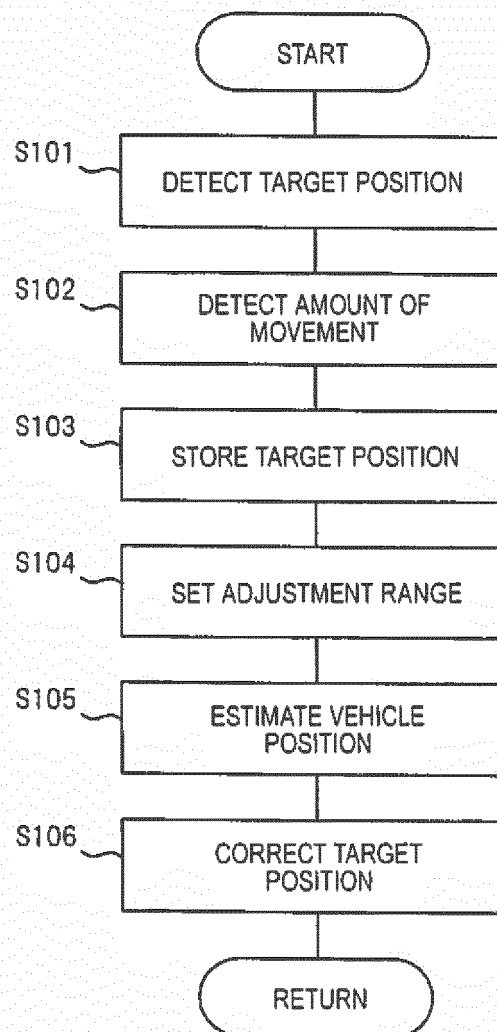 START
S101
DETECT TARGET POSITION
S102
DETECT AMOUNT OF
MOVEMENT
S103
STORE TARGET POSITION
S104
SET ADJUSTMENT RANGE
S105
ESTIMATE VEHICLE
POSITION
S106
CORRECT TARGET
POSITION
RETURN